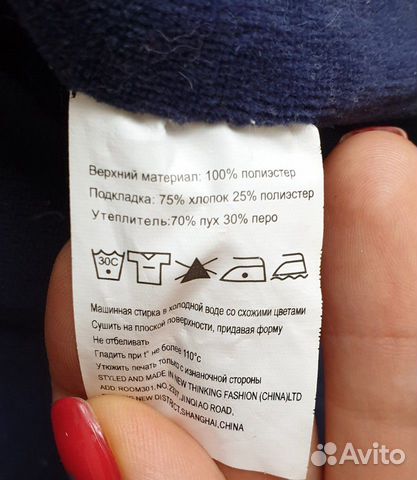 Верхний материал: 100% полиэстер
Подкладка: 75% хлопок 25% полиэстер
Утеплитель:70% пух 30% перо
30C
Машинная стирка в холодной воде со схожими цветами
Сушить на плоской поверхности, придавая форму
Не отбеливать
Гладить при t° не более 110°с
Утюжить печать только с изнаночной стороны
STYLED AND MADE IN NEW THINKING FASHION (CHINA)LTD
ADD.ROOM301, NO.2337,JINQIAO ROAD,
NEW DISTRICT,SHANGHAI,CHINA
Avito